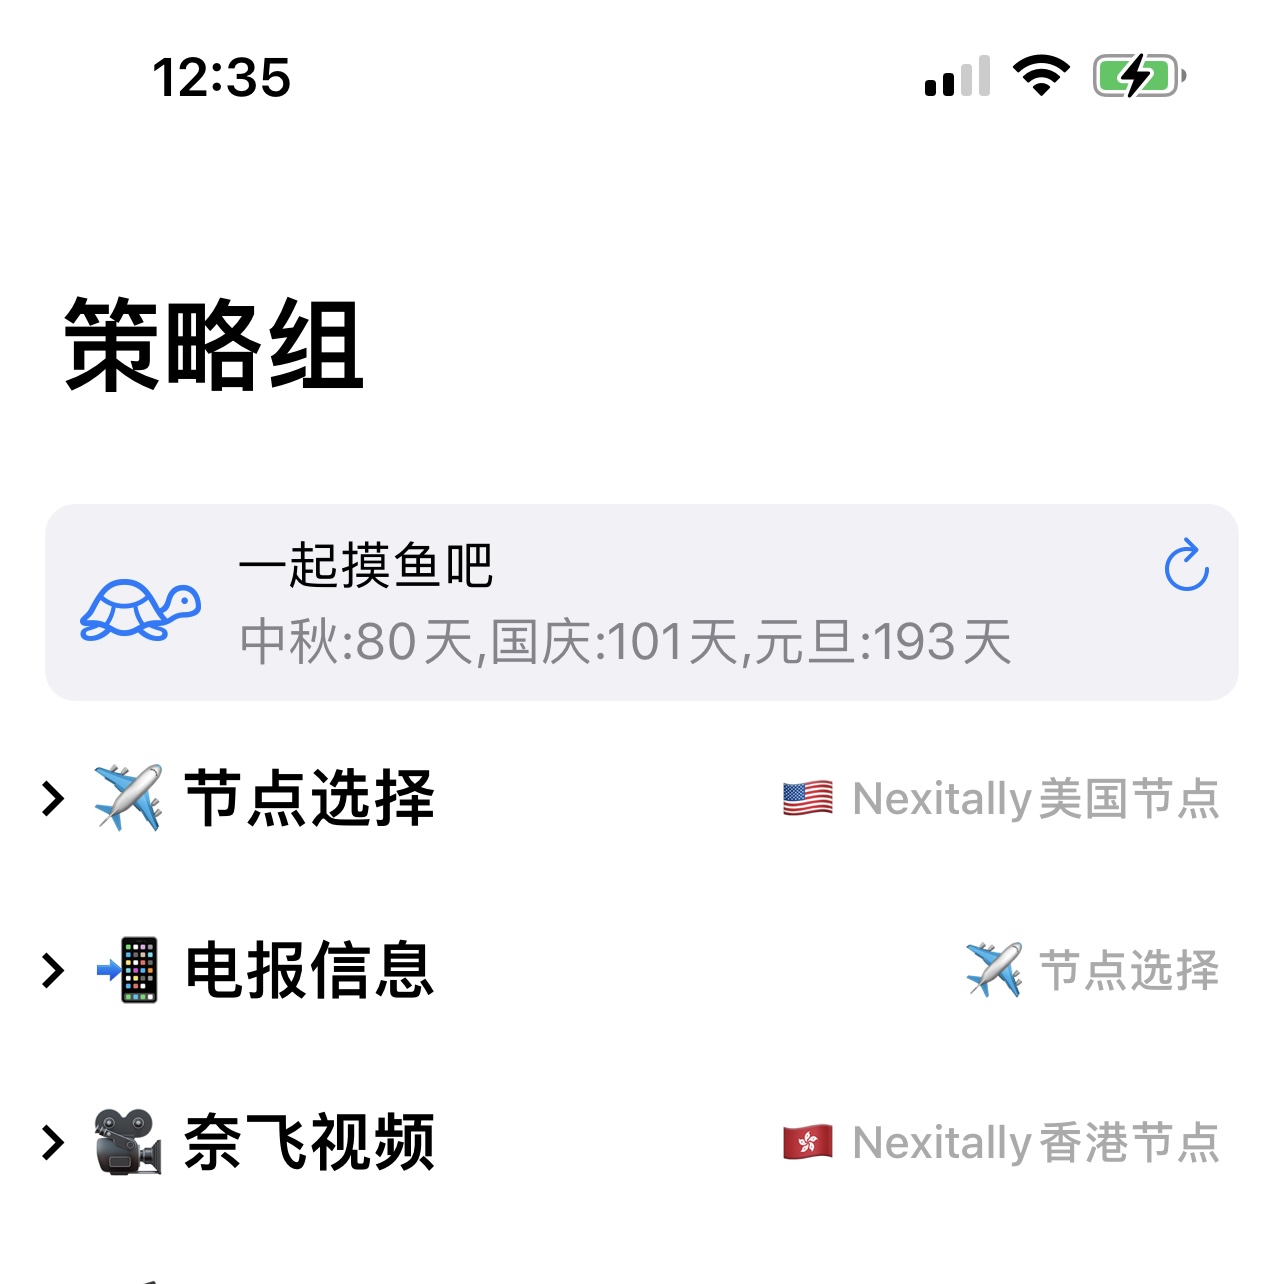 12:35
策略组
一起摸鱼吧
中秋:80天,国庆:101天,元旦:193天
节点选择
Nexitally美国节点
电报信息
节点选择
奈飞视频
Nexitally香港节点